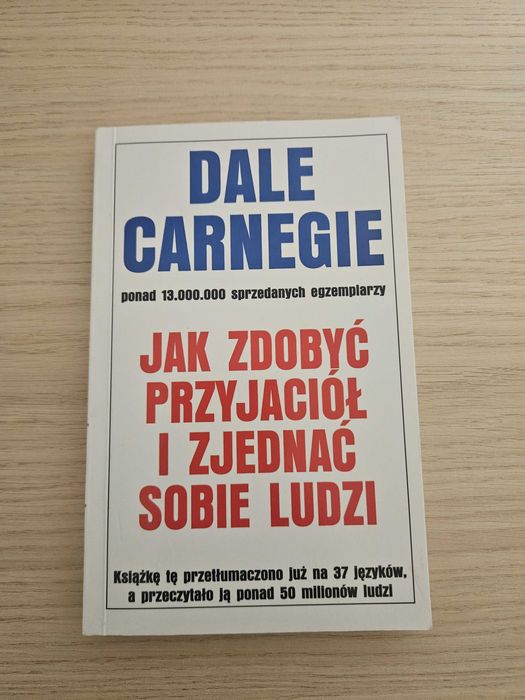 DALE
CARNEGIE
ponad 13.000.000 sprzedanych egzemplarzy
JAK ZDOBYĆ
PRZYJACIÓŁ
I ZJEDNAĆ
SOBIE LUDZI
Książkę tę przetłumaczono już na 37 języków,
a przeczytało ją ponad 50 milionów ludzi